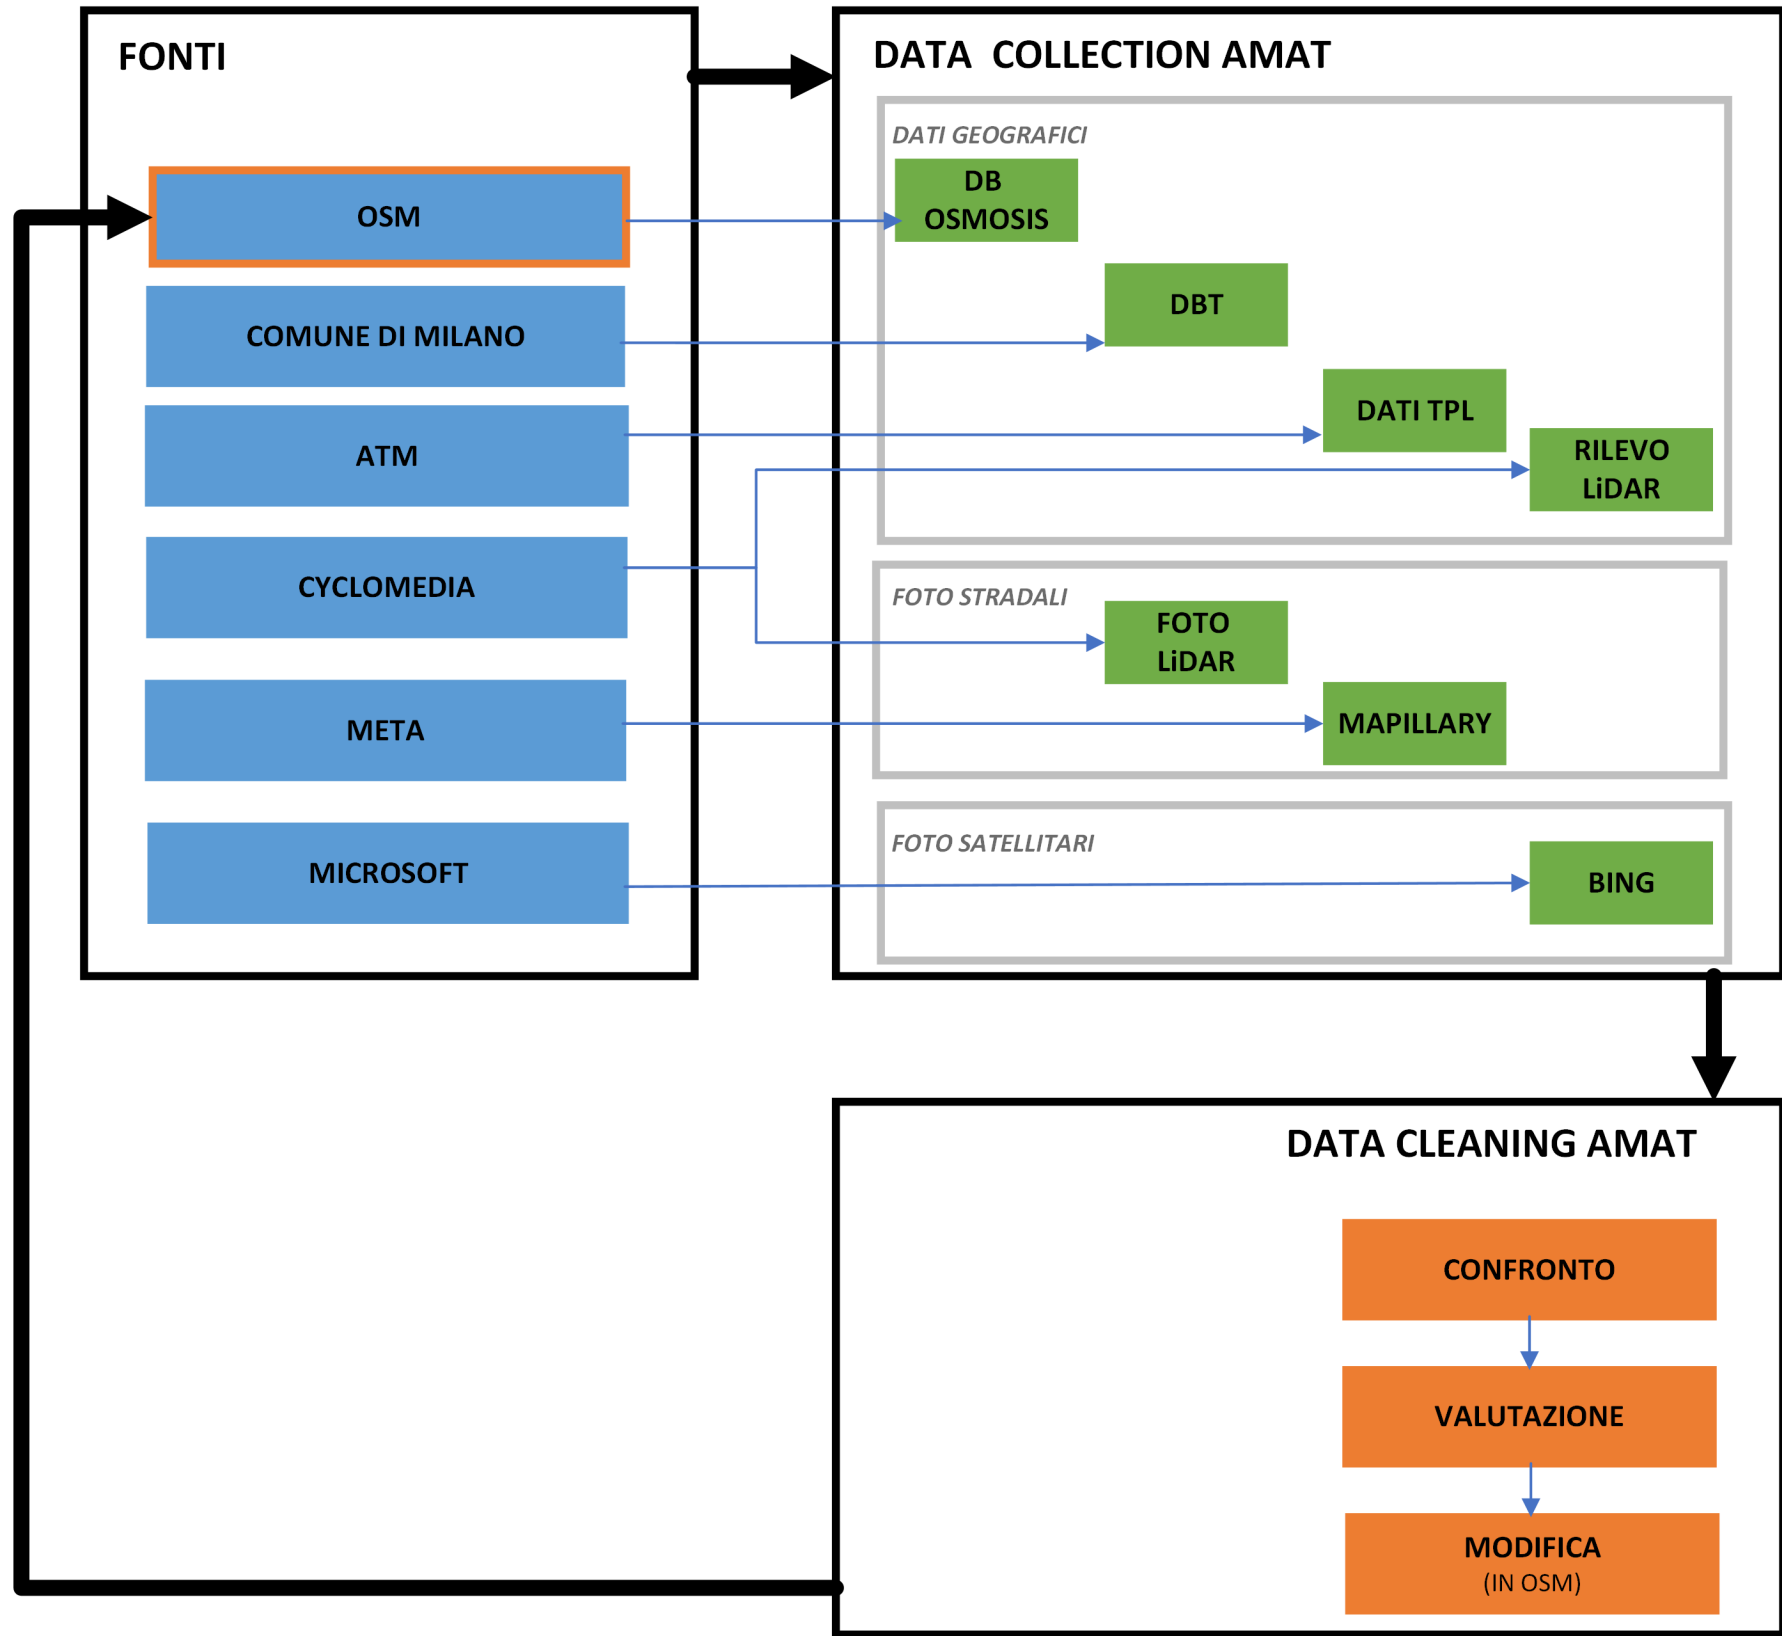 FONTI
OSM
COMUNE DI MILANO
ATM
CYCLOMEDIA
META
MICROSOFT
DATA  COLLECTION AMAT
DATI GEOGRAFICI
DB
OSMOSIS
DBT
DATI TPL
RILEVO
LiDAR
FOTO STRADALI
FOTO
LiDAR
MAPILLARY
FOTO SATELLITARI
BING
DATA CLEANING AMAT
CONFRONTO
VALUTAZIONE
MODIFICA
(IN OSM)